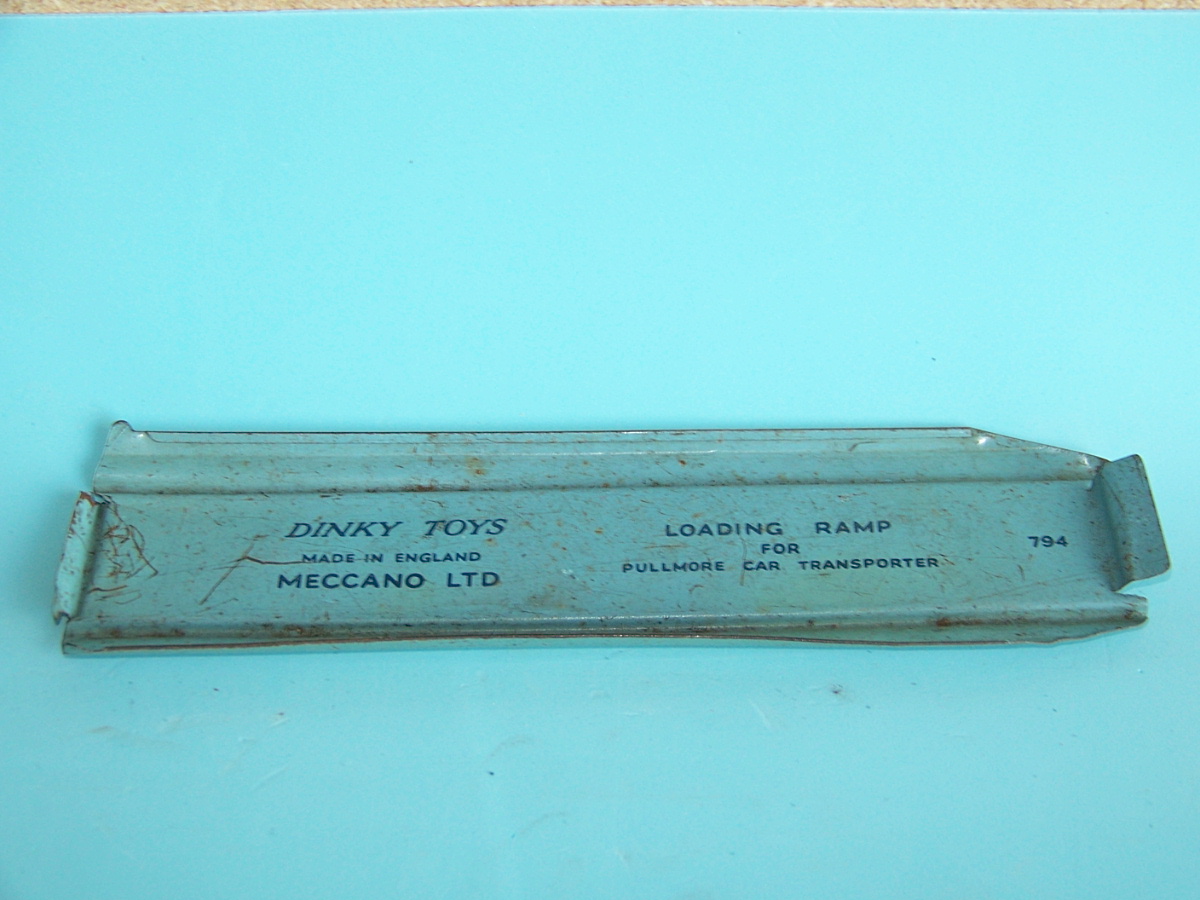 DINKY TOYS
MADE IN ENGLAND
MECCANO LTD
LOADING RAMP
FOR
PULLMORE CAR TRANSPORTER
794